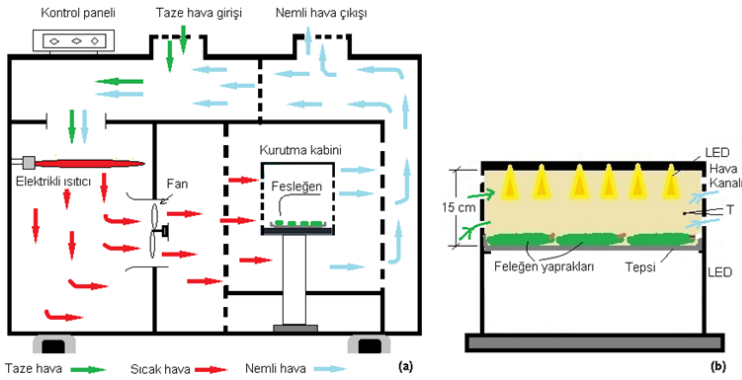 Kontrol paneli
Taze hava girişi
Nemli hava çıkışı
Elektrikli ısıtıcı
Fan
Kurutma kabini
Fesleğen
Taze hava
Sıcak hava
Nemli hava
(a)
LED
Hava
Kanalı
15 cm
T
Feleğen yaprakları
Tepsi
LED
(b)